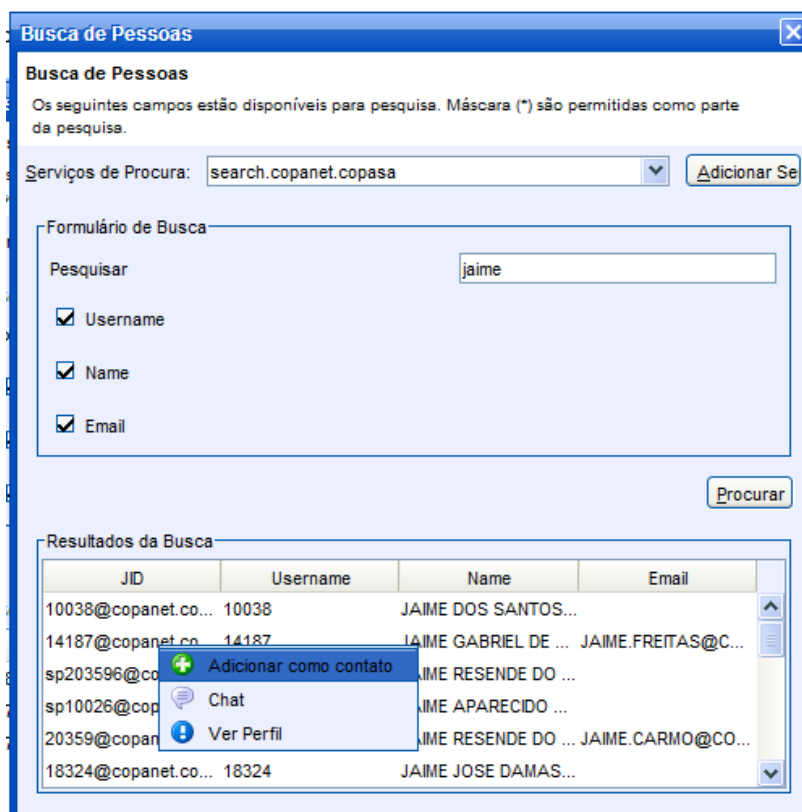 Busca de Pessoas
Busca de Pessoas
Os seguintes campos estão disponíveis para pesquisa. Máscara (*) são permitidas como parte
da pesquisa.
Serviços de Procura: search.copanet.copasa Adicionar Se
Formulário de Busca
Pesquisar jaime
Username
Name
Email
Procurar
Resultados da Busca
JID Username Name Email
10038@copanet.co... 10038 JAIME DOS SANTOS...
14187@copanet.co... 14187 JAIME GABRIEL DE ... JAIME.FREITAS@C...
Adicionar como contato
sp203596@co JAIME RESENDE DO ...
sp10026@cop Chat AIME APARECIDO ...
Ver Perfil
20359@copan AIME RESENDE DO ... JAIME.CARMO@CO...
18324@copanet.co... 18324 JAIME JOSE DAMAS...